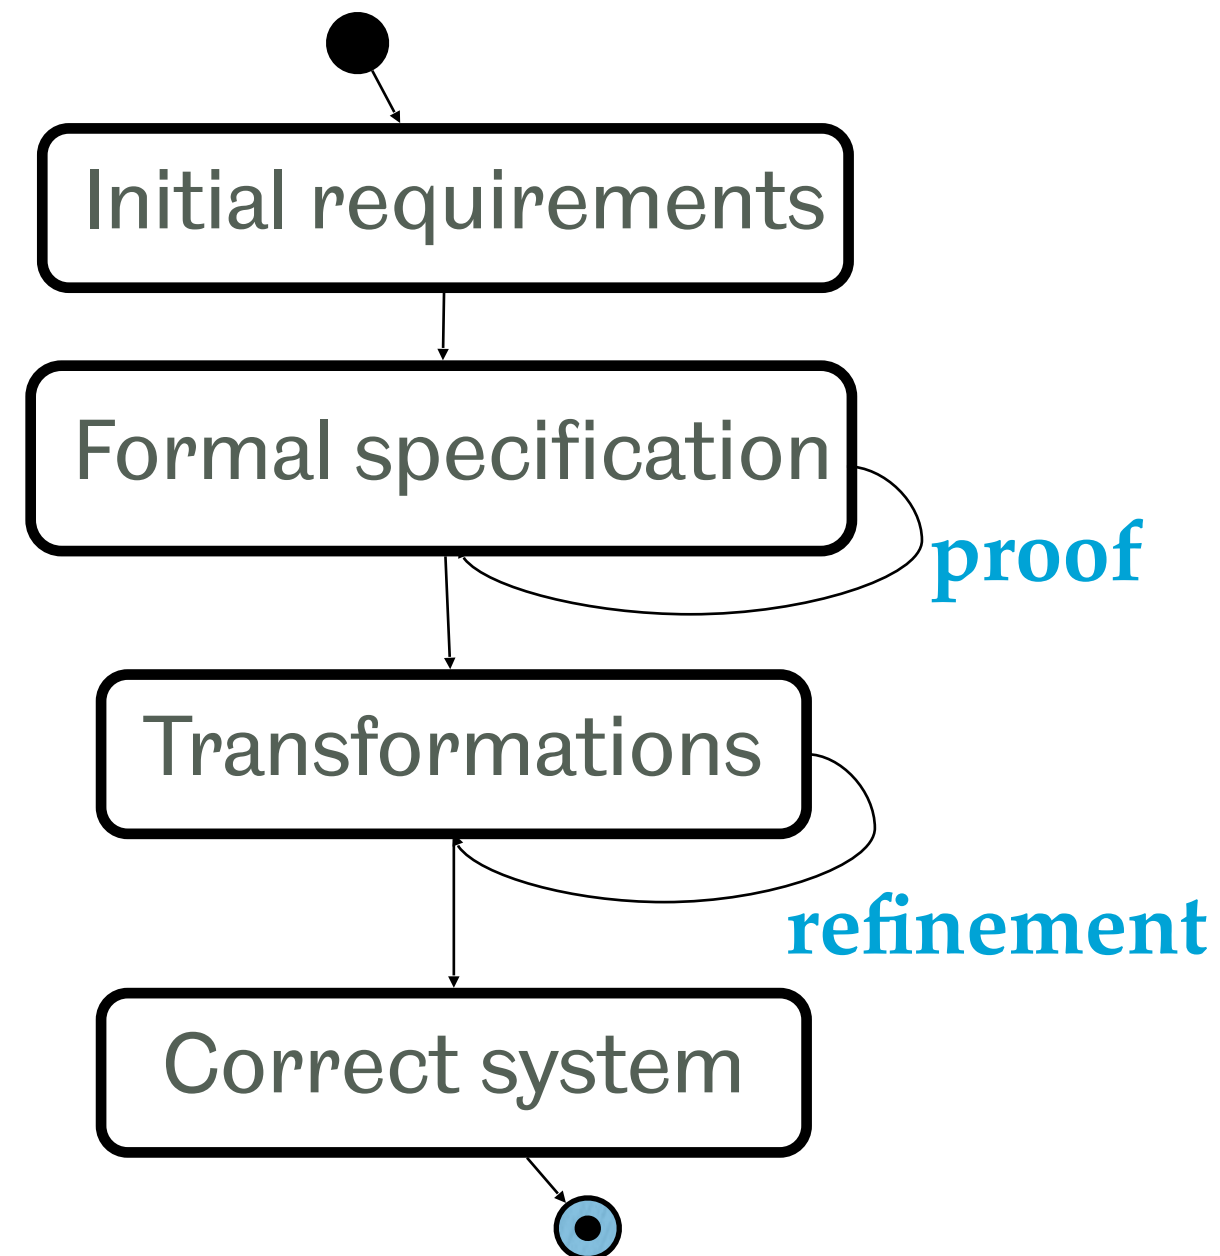 Initial requirements
Formal specification
proof
Transformations
refinement
Correct system